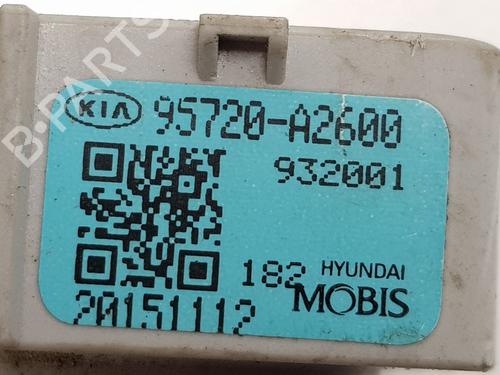 B-PARTS
KIA 95720-A2600
932001
182 HYUNDAI
MOBIS
20151112